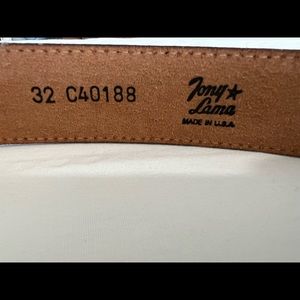 32 C40188
Tony
Lama
MADE IN U.S.A.